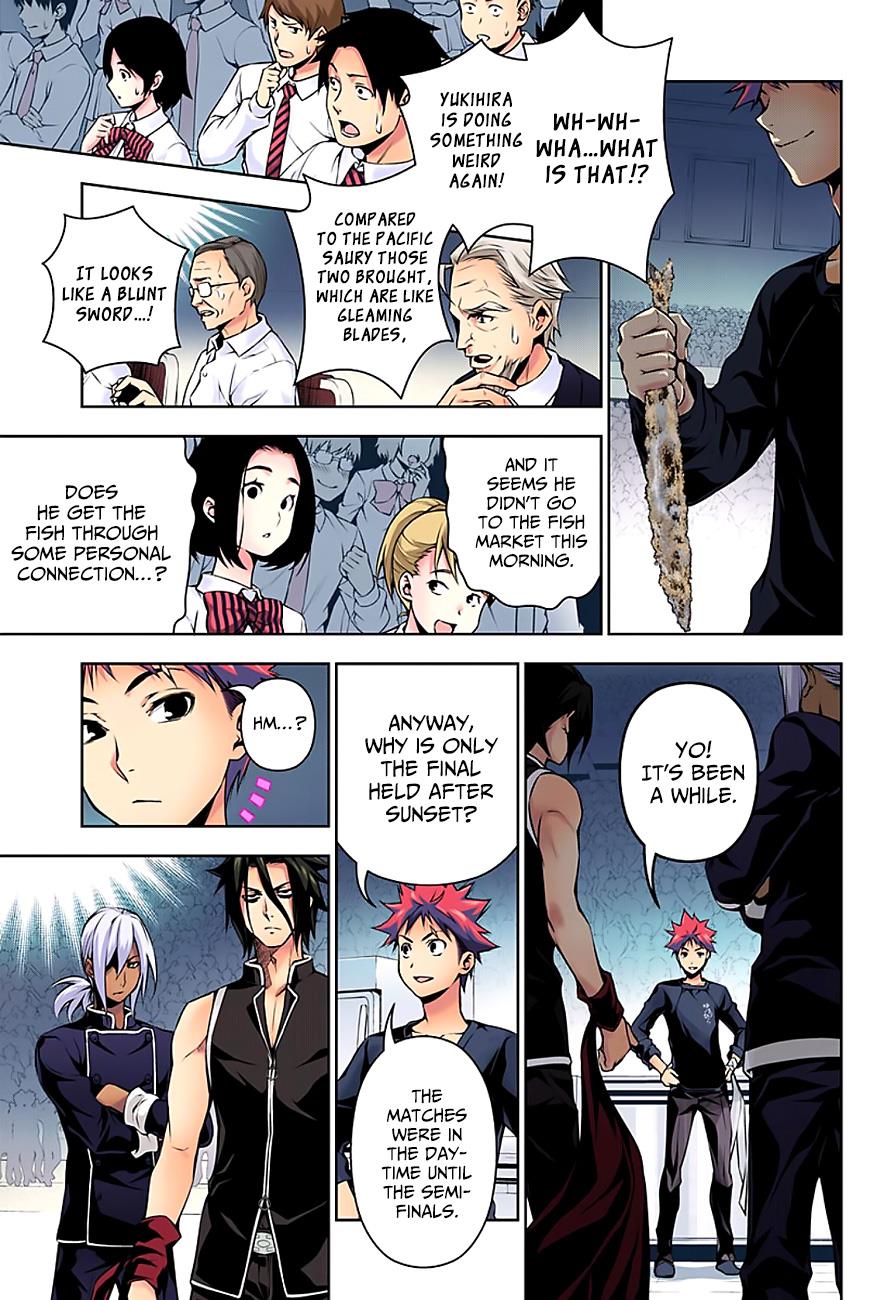 WH-WH-
WHA...WHAT
IS THAT!?
YUKIHIRA
IS DOING
SOMETHING
WEIRD
AGAIN!
COMPARED
TO THE PACIFIC
SAURY THOSE
TWO BROUGHT,
WHICH ARE LIKE
GLEAMING
BLADES,
IT LOOKS
LIKE A BLUNT
SWORD...!
AND IT
SEEMS HE
DIDN'T GO
TO THE FISH
MARKET THIS
MORNING.
DOES
HE GET THE
FISH THROUGH
SOME PERSONAL
CONNECTION...?
YO!
IT'S BEEN
A WHILE.
ANYWAY,
WHY IS ONLY
THE FINAL
HELD AFTER
SUNSET?
THE
MATCHES
WERE IN
THE DAY-
TIME UNTIL
THE SEMI-
FINALS.
HM...?